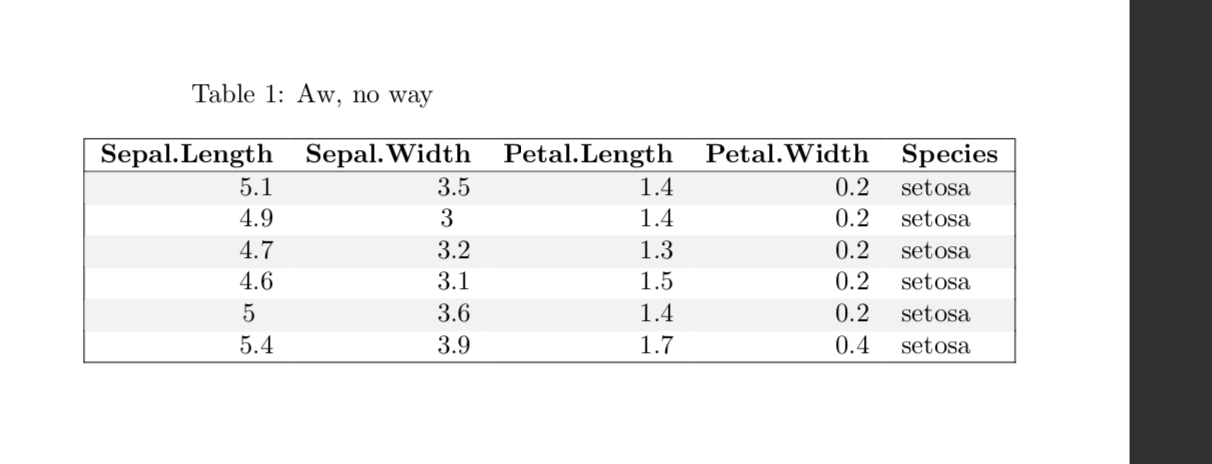 Table 1: Aw, no way
Sepal.Length Sepal.Width Petal.Length Petal.Width Species
5.1 3.5 1.4 0.2 setosa
4.9 3 1.4 0.2 setosa
4.7 3.2 1.3 0.2 setosa
4.6 3.1 1.5 0.2 setosa
5 3.6 1.4 0.2 setosa
5.4 3.9 1.7 0.4 setosa